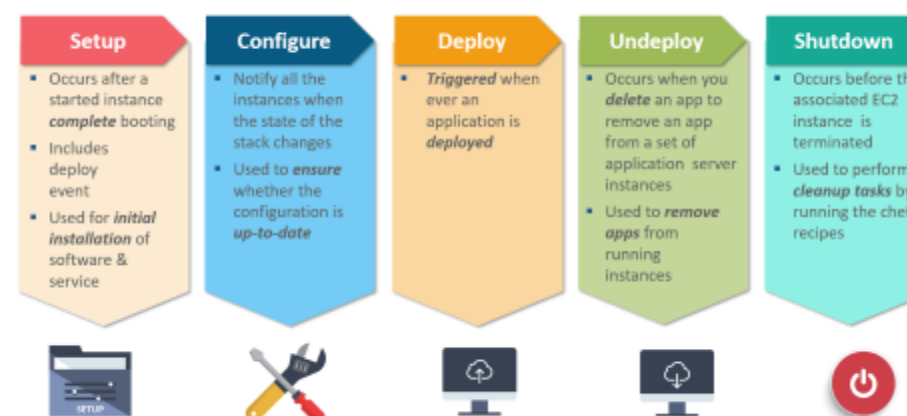 Setup
Occurs after a
started instance
complete booting
Includes
deploy
event
Used for initial
installation of
software &
service
SETUP
Configure
Notify all the
instances when
the state of the
stack changes
Used to ensure
whether the
configuration is
up-to-date
Deploy
Triggered when
ever an
application is
deployed
Undeploy
Occurs when you
delete an app to
remove an app
from a set of
application server
instances
Used to remove
apps from
running
instances
Shutdown
Occurs before
associated EC2
instance is
terminated
Used to perform
cleanup tasks
running the
recipes